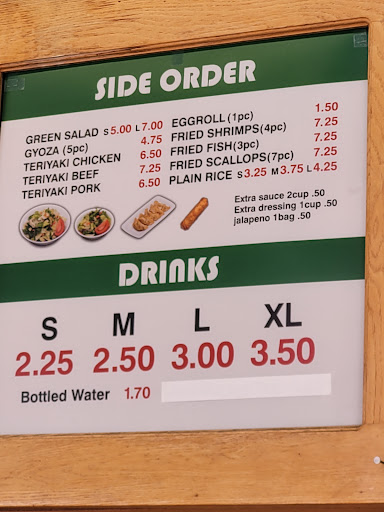 SIDE ORDER
GREEN SALAD S 5.00 L 7.00
GYOZA (5pc) 4.75
TERIYAKI CHICKEN 6.50
TERIYAKI BEEF 7.25
TERIYAKI PORK 6.50
EGGROLL (1pc) 1.50
FRIED SHRIMPS(4pc) 7.25
FRIED FISH(3pc) 7.25
FRIED SCALLOPS(7pc) 7.25
PLAIN RICE S 3.25 M 3.75 L 4.25
Extra sauce 2cup .50
Extra dressing 1cup .50
jalapeno 1bag .50
DRINKS
S M L XL
2.25 2.50 3.00 3.50
Bottled Water 1.70